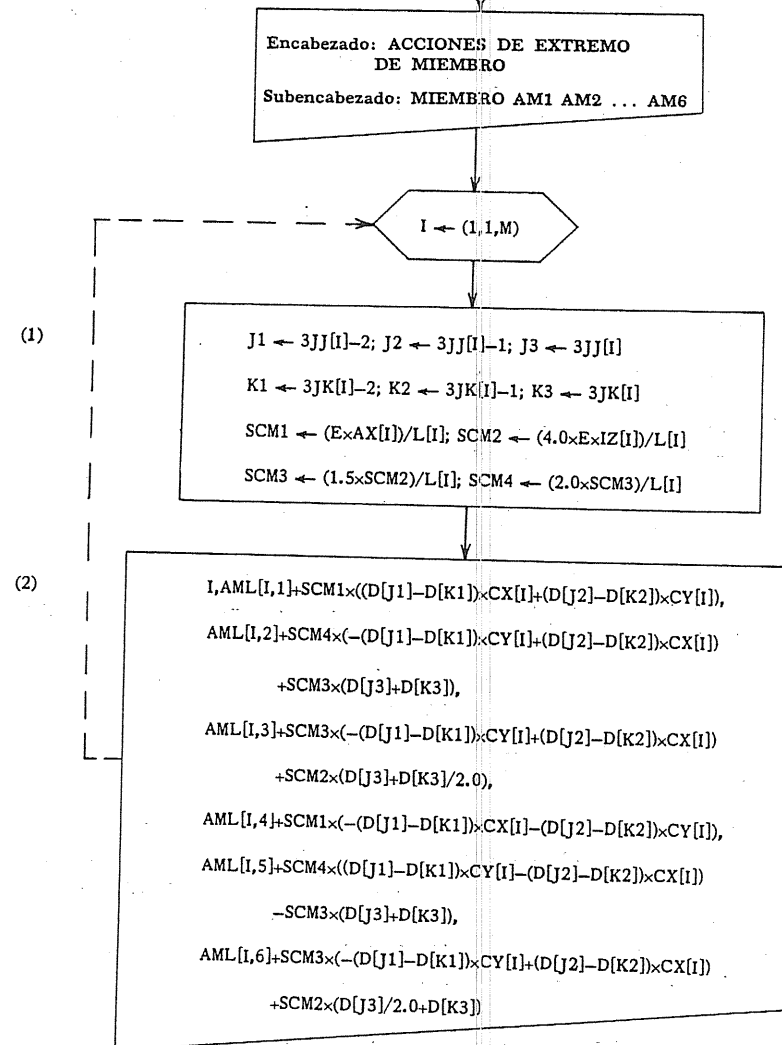 Encabezado: ACCIONES DE EXTREMO
DE MIEMBRO
Subencabezado: MIEMBRO AM1 AM2 ... AM6
I ← (1,1,M)
(1)
J1 ← 3JJ[I]–2; J2 ← 3JJ[I]–1; J3 ← 3JJ[I]
K1 ← 3JK[I]–2; K2 ← 3JK[I]–1; K3 ← 3JK[I]
SCM1 ← (E×AX[I])/L[I]; SCM2 ← (4.0×E×IZ[I])/L[I]
SCM3 ← (1.5×SCM2)/L[I]; SCM4 ← (2.0×SCM3)/L[I]
(2)
I,AML[I,1]+SCM1×((D[J1]–D[K1])×CX[I]+(D[J2]–D[K2])×CY[I]),
AML[I,2]+SCM4×(–(D[J1]–D[K1])×CY[I]+(D[J2]–D[K2])×CX[I])
+SCM3×(D[J3]+D[K3]),
AML[I,3]+SCM3×(–(D[J1]–D[K1])×CY[I]+(D[J2]–D[K2])×CX[I])
+SCM2×(D[J3]+D[K3]/2.0),
AML[I,4]+SCM1×(–(D[J1]–D[K1])×CX[I]–(D[J2]–D[K2])×CY[I]),
AML[I,5]+SCM4×((D[J1]–D[K1])×CY[I]–(D[J2]–D[K2])×CX[I])
–SCM3×(D[J3]+D[K3]),
AML[I,6]+SCM3×(–(D[J1]–D[K1])×CY[I]+(D[J2]–D[K2])×CX[I])
+SCM2×(D[J3]/2.0+D[K3])